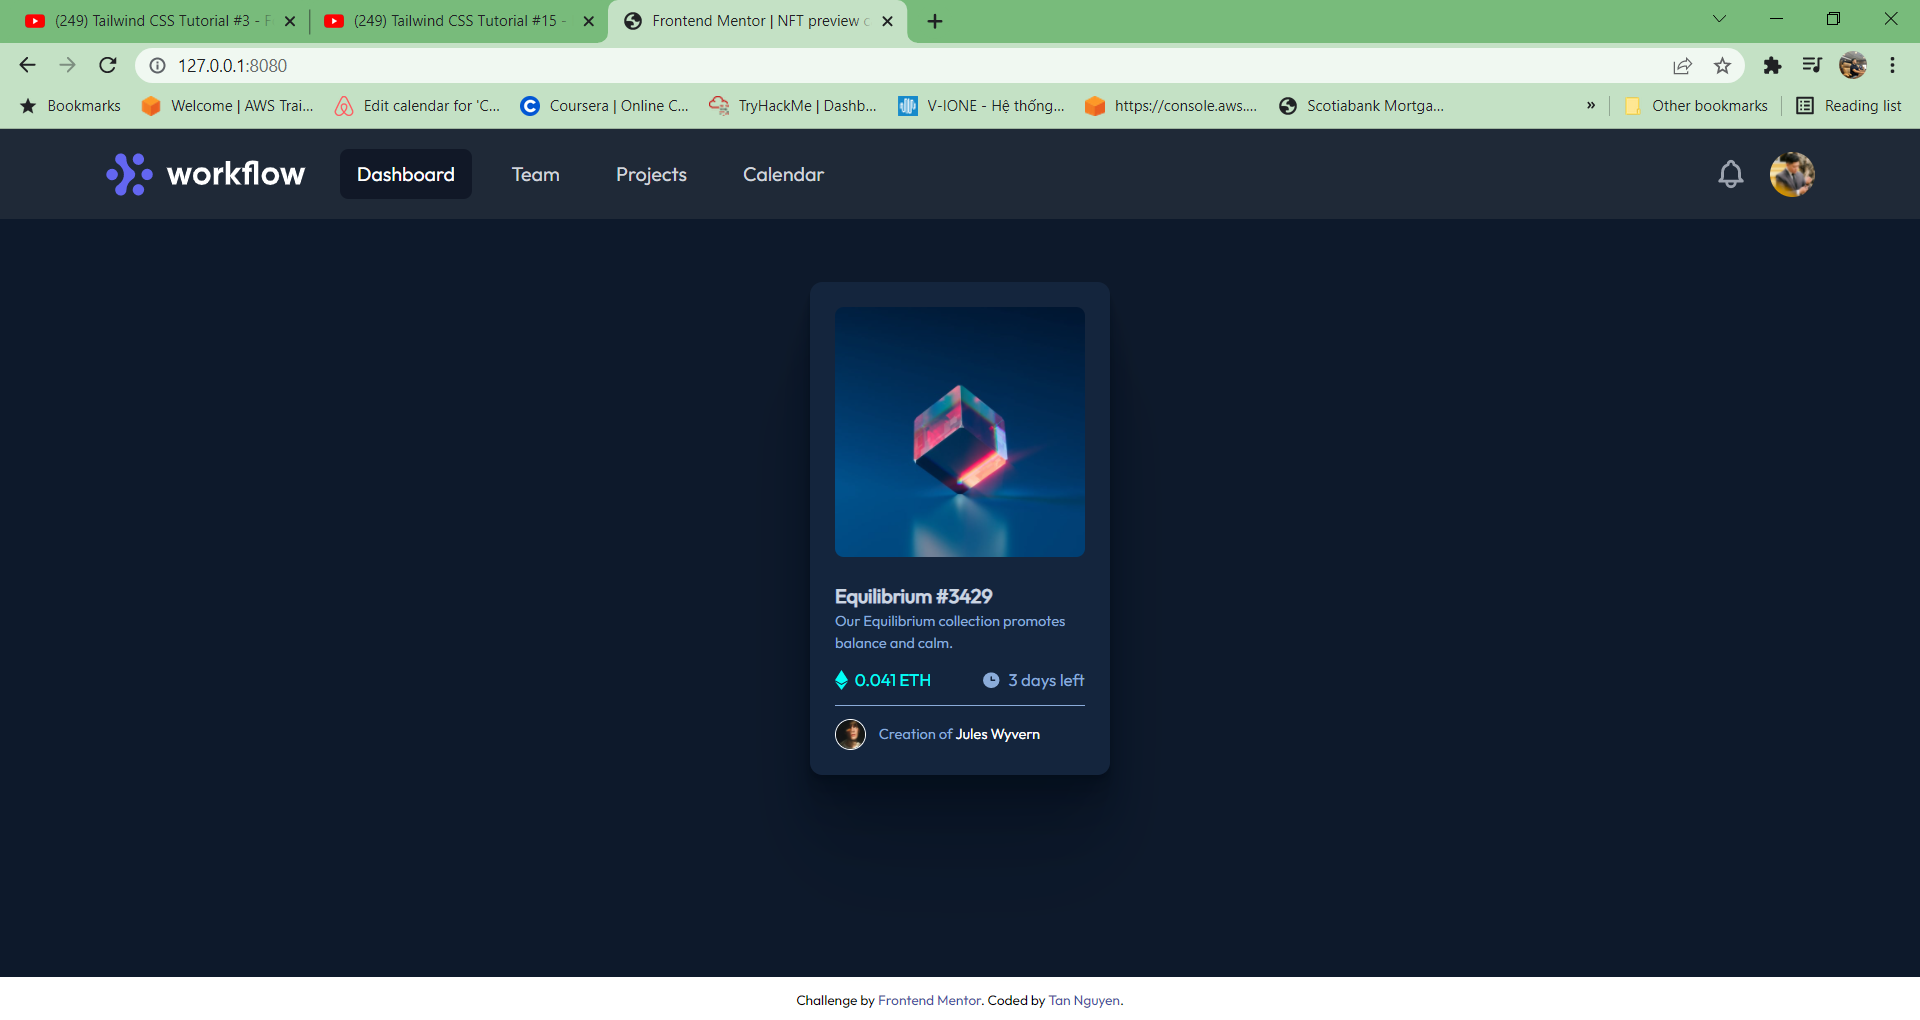 (249) Tailwind CSS Tutorial #3 - F
(249) Tailwind CSS Tutorial #15 -
Frontend Mentor | NFT preview c
127.0.0.1:8080
Bookmarks
Welcome | AWS Trai...
Edit calendar for 'C...
Coursera | Online C...
TryHackMe | Dashb...
V-IONE - Hệ thống...
https://console.aws....
Scotiabank Mortga...
»
Other bookmarks
Reading list
workflow
Dashboard
Team
Projects
Calendar
Equilibrium #3429
Our Equilibrium collection promotes
balance and calm.
0.041 ETH
3 days left
Creation of Jules Wyvern
Challenge by Frontend Mentor. Coded by Tan Nguyen.